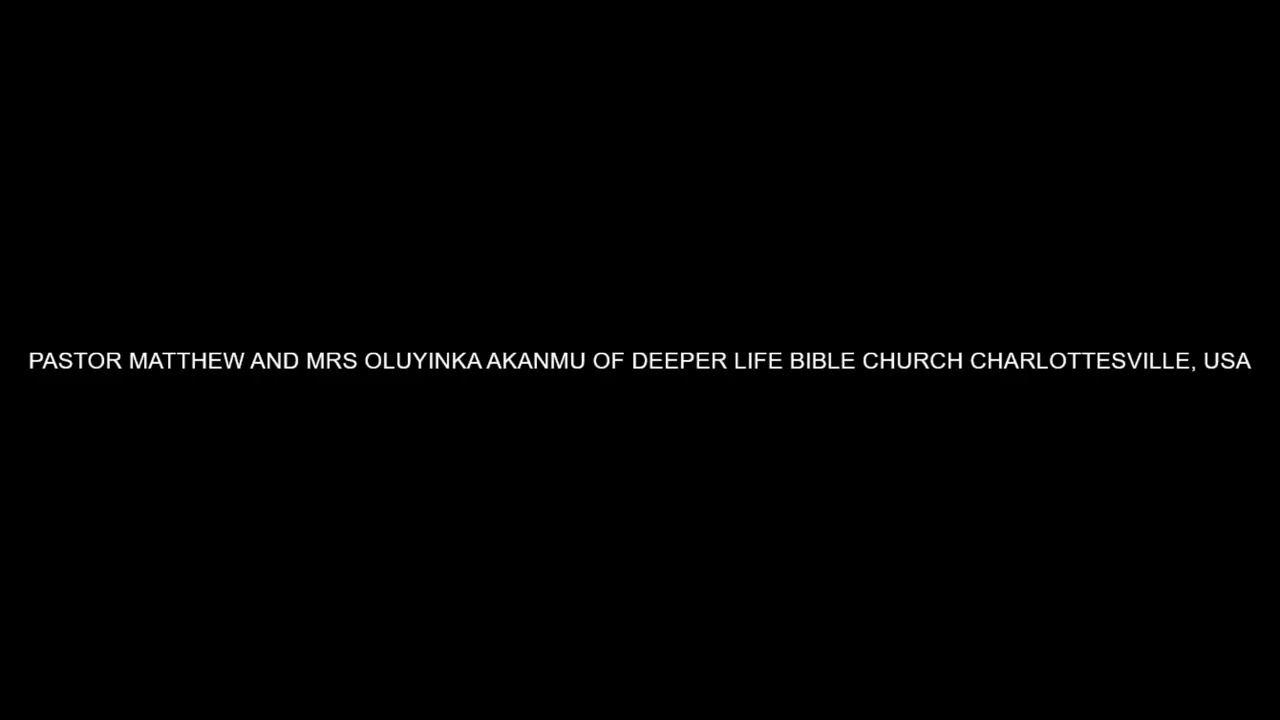 PASTOR MATTHEW AND MRS OLUYINKA AKANMU OF DEEPER LIFE BIBLE CHURCH CHARLOTTESVILLE, USA